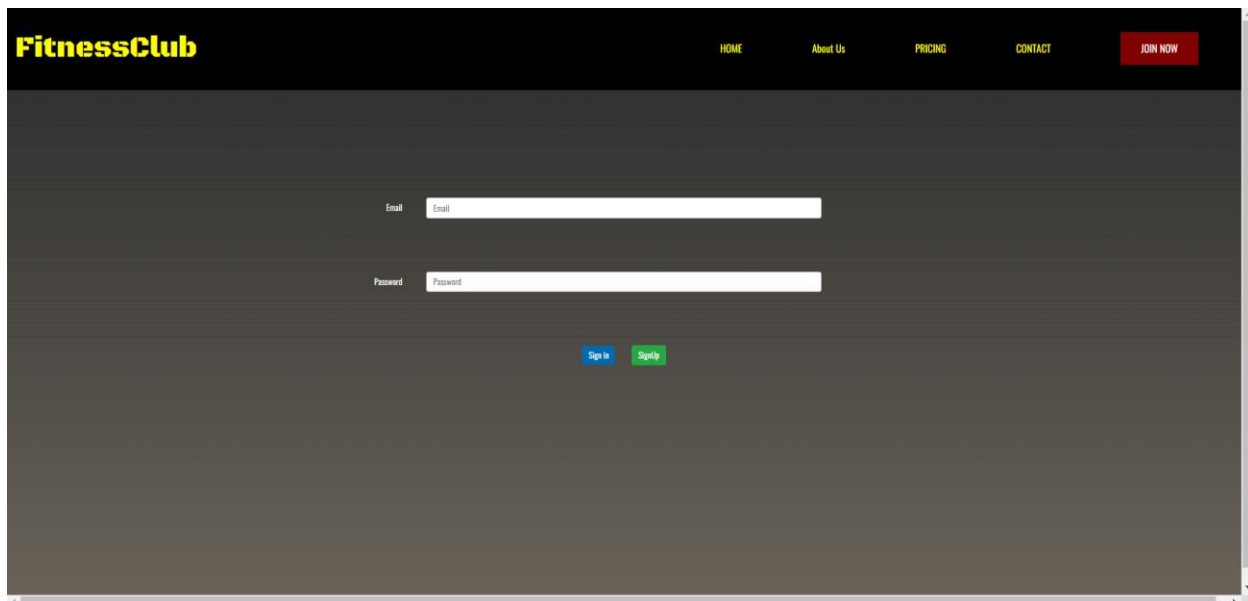 FitnessClub
HOME About Us PRICING CONTACT JOIN NOW
Email Email
Password Password
Sign in SignUp